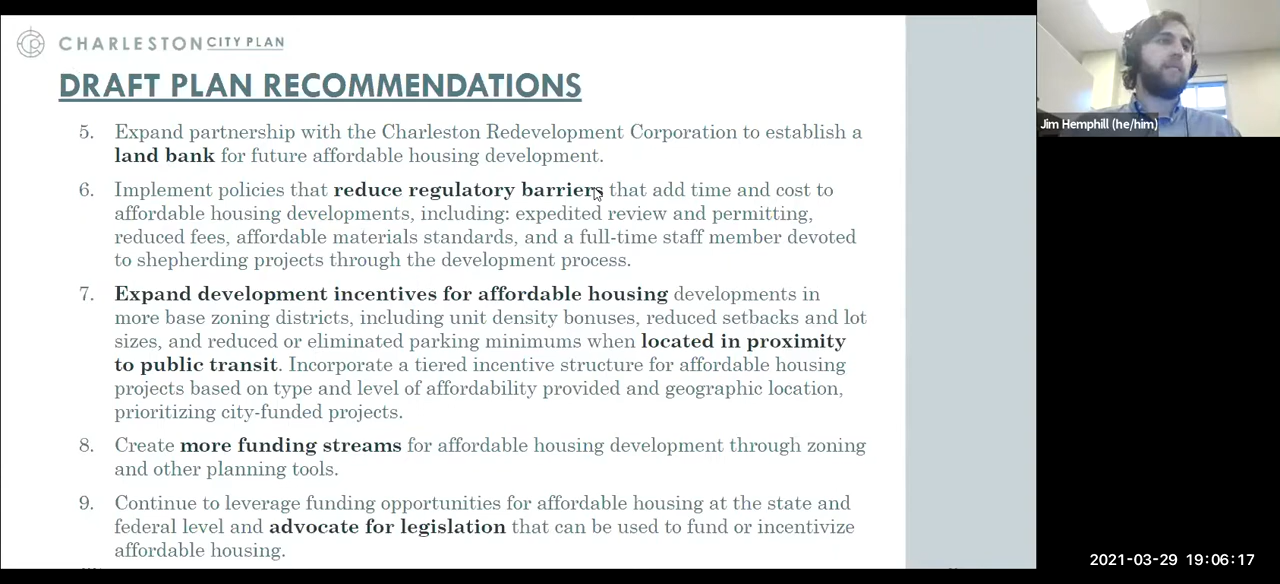 CHARLESTON CITY PLAN
DRAFT PLAN RECOMMENDATIONS
5. Expand partnership with the Charleston Redevelopment Corporation to establish a
land bank for future affordable housing development.
6. Implement policies that reduce regulatory barriers that add time and cost to
affordable housing developments, including: expedited review and permitting,
reduced fees, affordable materials standards, and a full-time staff member devoted
to shepherding projects through the development process.
7. Expand development incentives for affordable housing developments in
more base zoning districts, including unit density bonuses, reduced setbacks and lot
sizes, and reduced or eliminated parking minimums when located in proximity
to public transit. Incorporate a tiered incentive structure for affordable housing
projects based on type and level of affordability provided and geographic location,
prioritizing city-funded projects.
8. Create more funding streams for affordable housing development through zoning
and other planning tools.
9. Continue to leverage funding opportunities for affordable housing at the state and
federal level and advocate for legislation that can be used to fund or incentivize
affordable housing.
Jim Hemphill (he/him)
2021-03-29 19:06:17